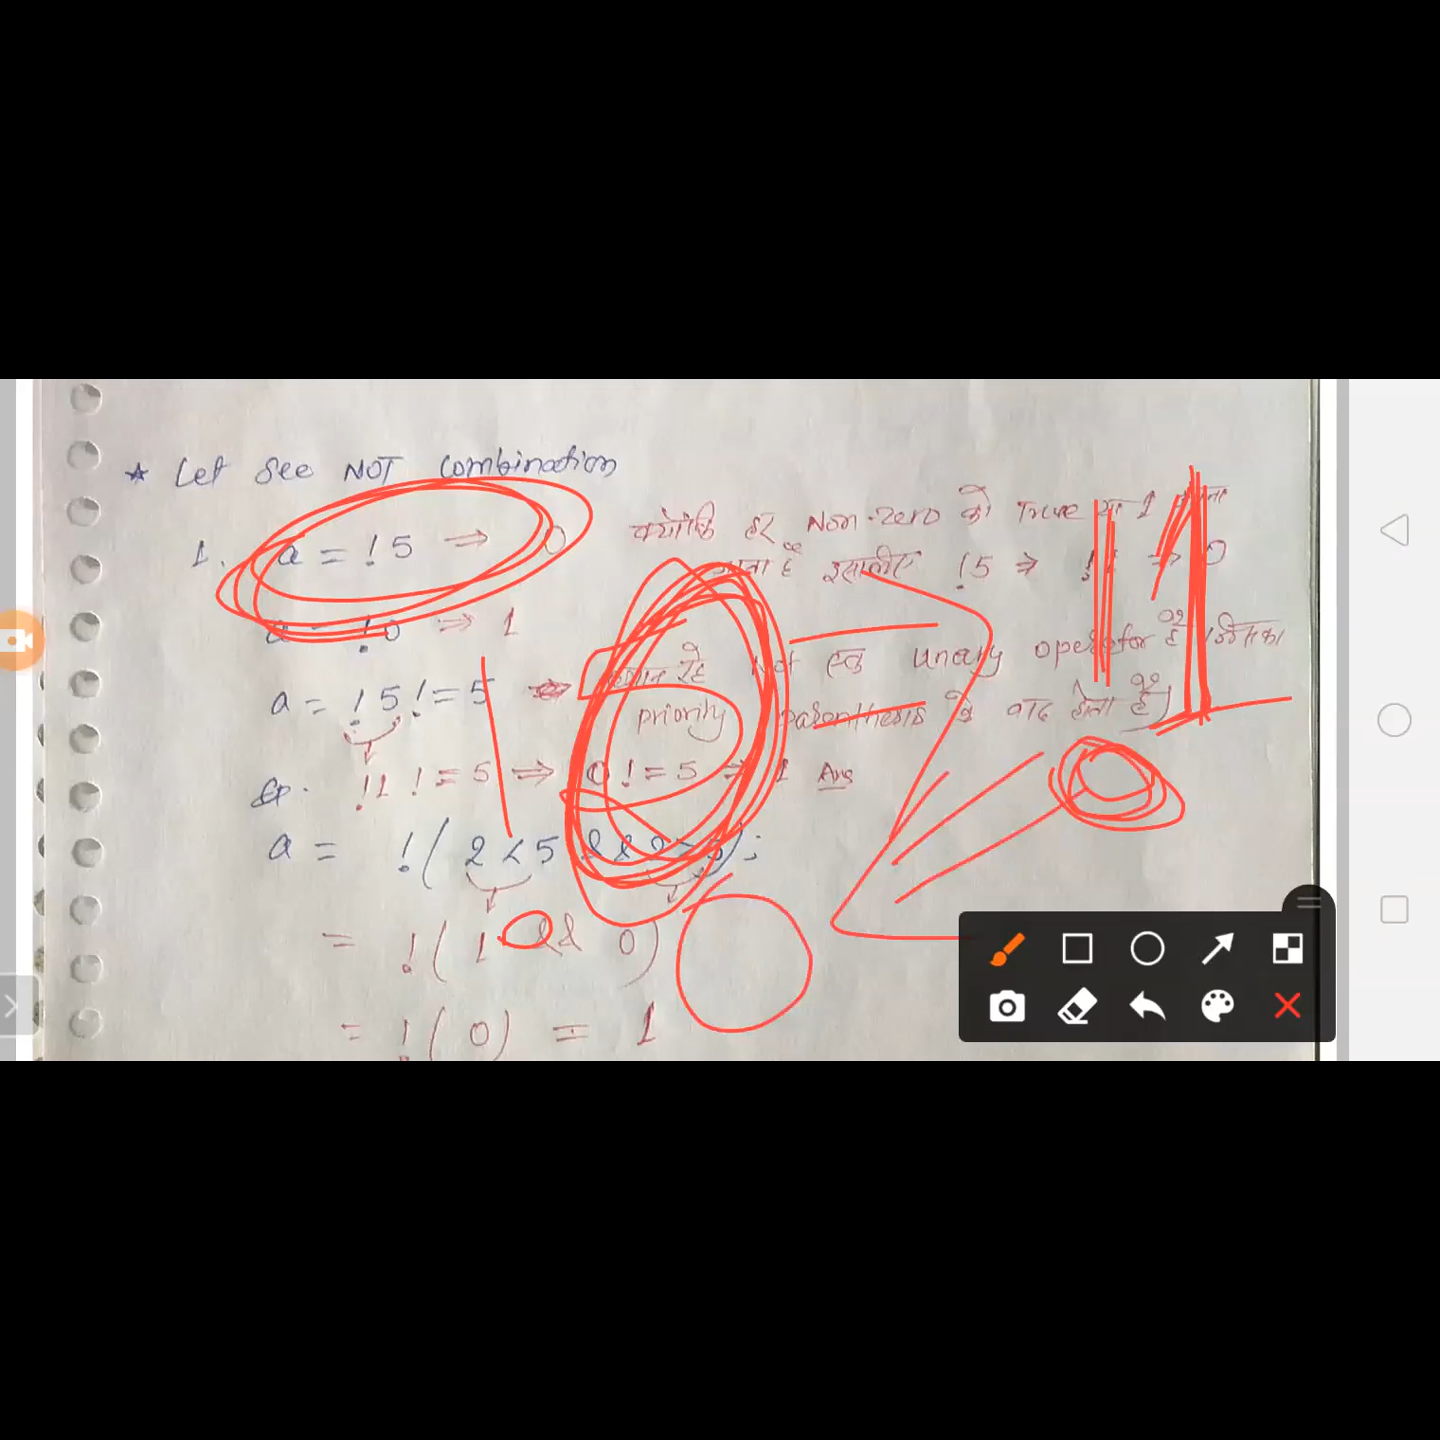 ★ Let See NOT Combination
1. a = !5 ⇒ 0 क्योंकि हर Non-zero को True या 1 माना
जाता है इसलिए !5 ⇒ !1 ⇒ 0
a = !0 ⇒ 1
ध्यान रहे Not एक unary operator है जिसका
a = !5 != 5
priority parenthesis के बाद होता है)
!1 != 5 ⇒ 0 != 5 ⇒ 1 Ans
a = !( 2 < 5 &&
= !( 1 && 0)
= !( 0) = 1